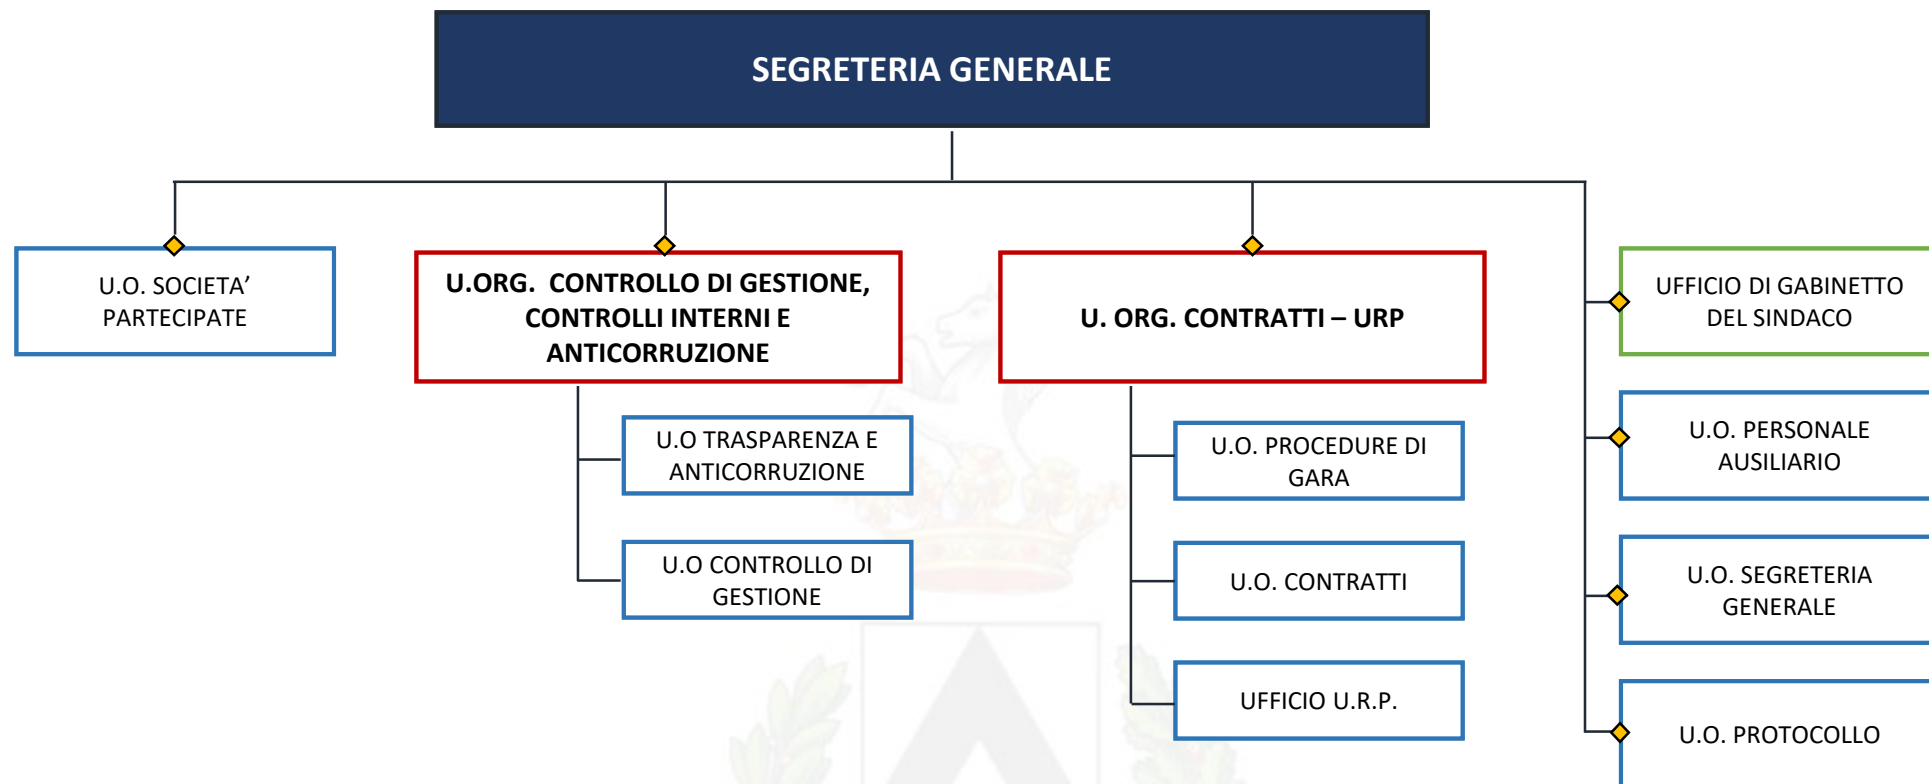 SEGRETERIA GENERALE
U.O. SOCIETA’
PARTECIPATE
U.ORG.  CONTROLLO DI GESTIONE,
CONTROLLI INTERNI E
ANTICORRUZIONE
U.O TRASPARENZA E
ANTICORRUZIONE
U.O CONTROLLO DI
GESTIONE
U. ORG. CONTRATTI – URP
U.O. PROCEDURE DI
GARA
U.O. CONTRATTI
UFFICIO U.R.P.
UFFICIO DI GABINETTO
DEL SINDACO
U.O. PERSONALE
AUSILIARIO
U.O. SEGRETERIA
GENERALE
U.O. PROTOCOLLO